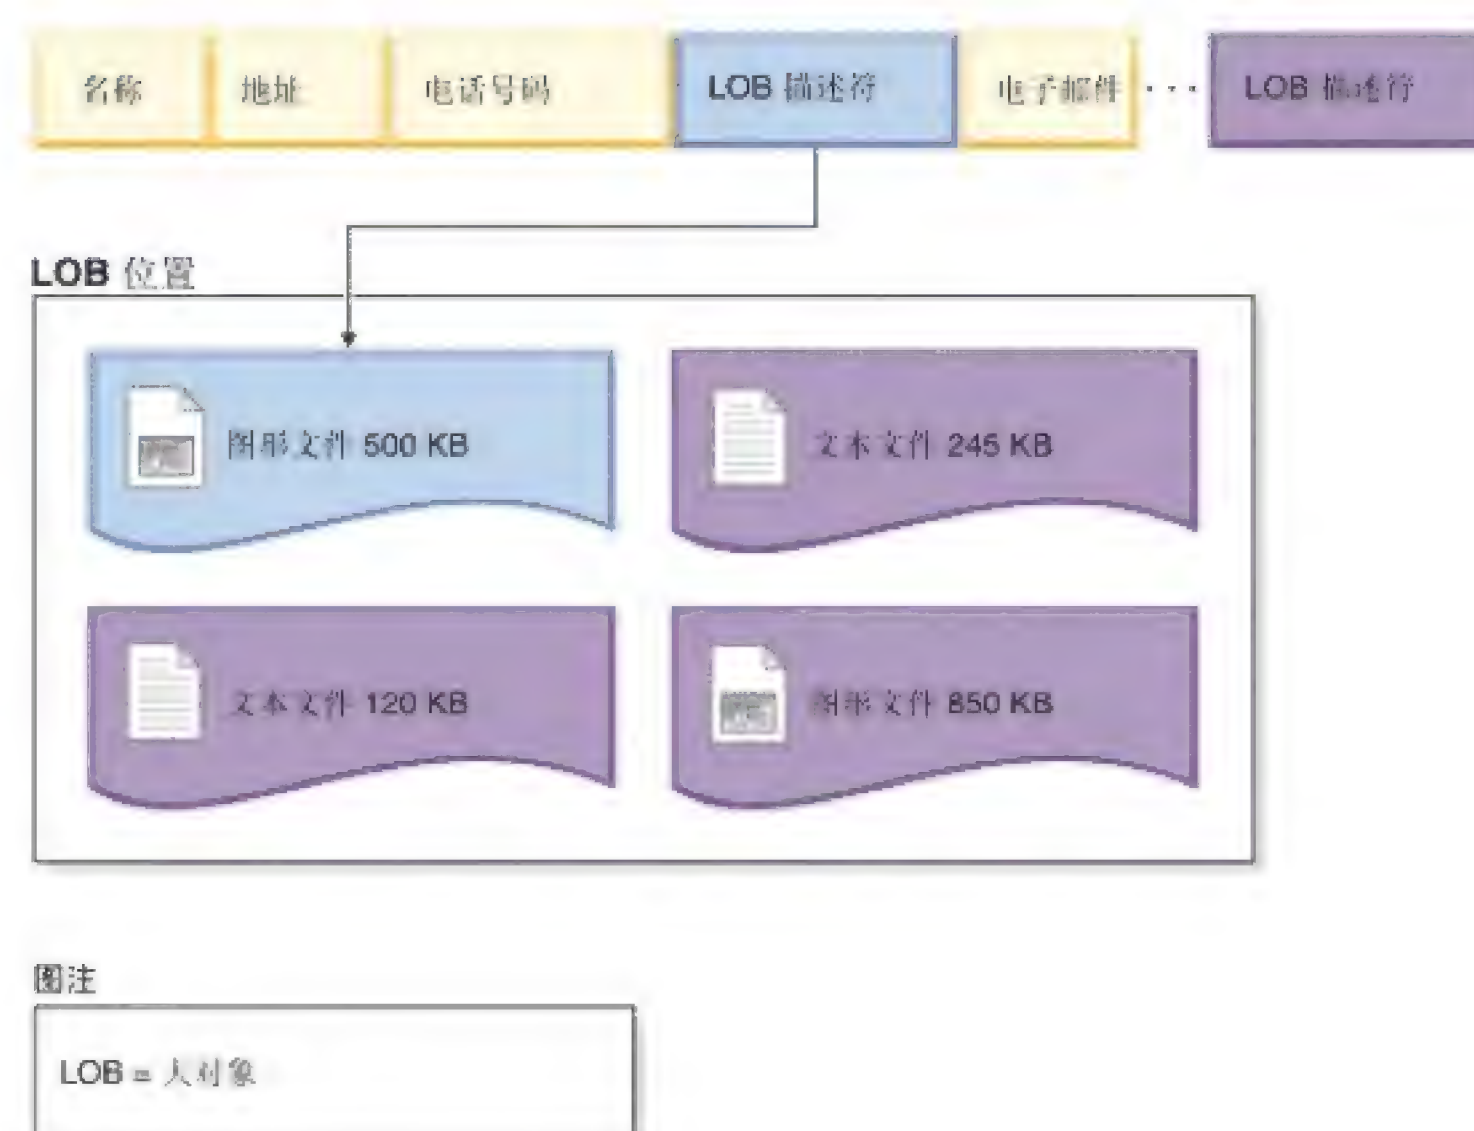 名称 地址 电话号码 LOB 描述符 电子邮件 ··· LOB 描述符
LOB 位置
图形文件 500 KB 文本文件 245 KB
文本文件 120 KB 图形文件 850 KB
图注
LOB = 大对象